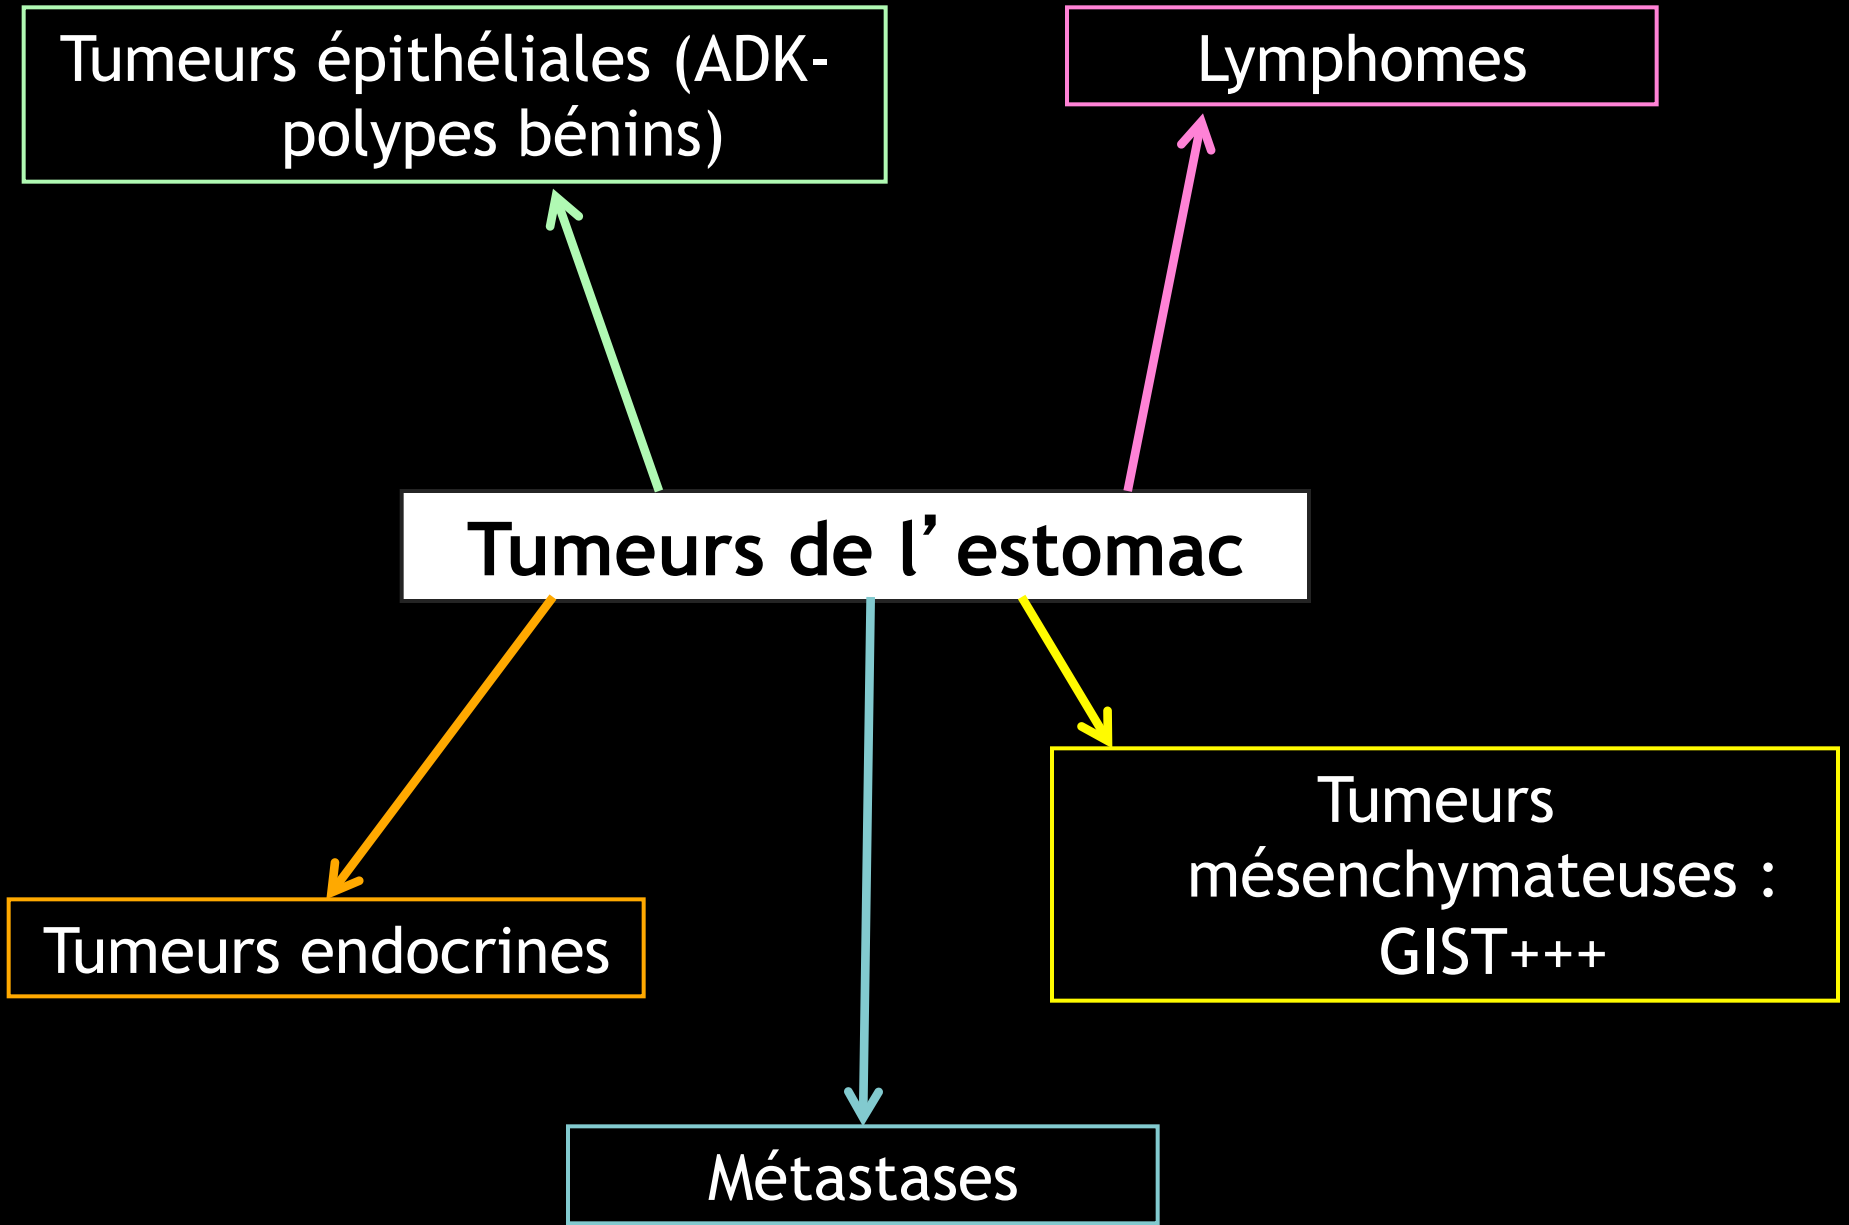 Tumeurs épithéliales (ADK-
polypes bénins)
Lymphomes
Tumeurs de l’estomac
Tumeurs
mésenchymateuses :
GIST+++
Tumeurs endocrines
Métastases